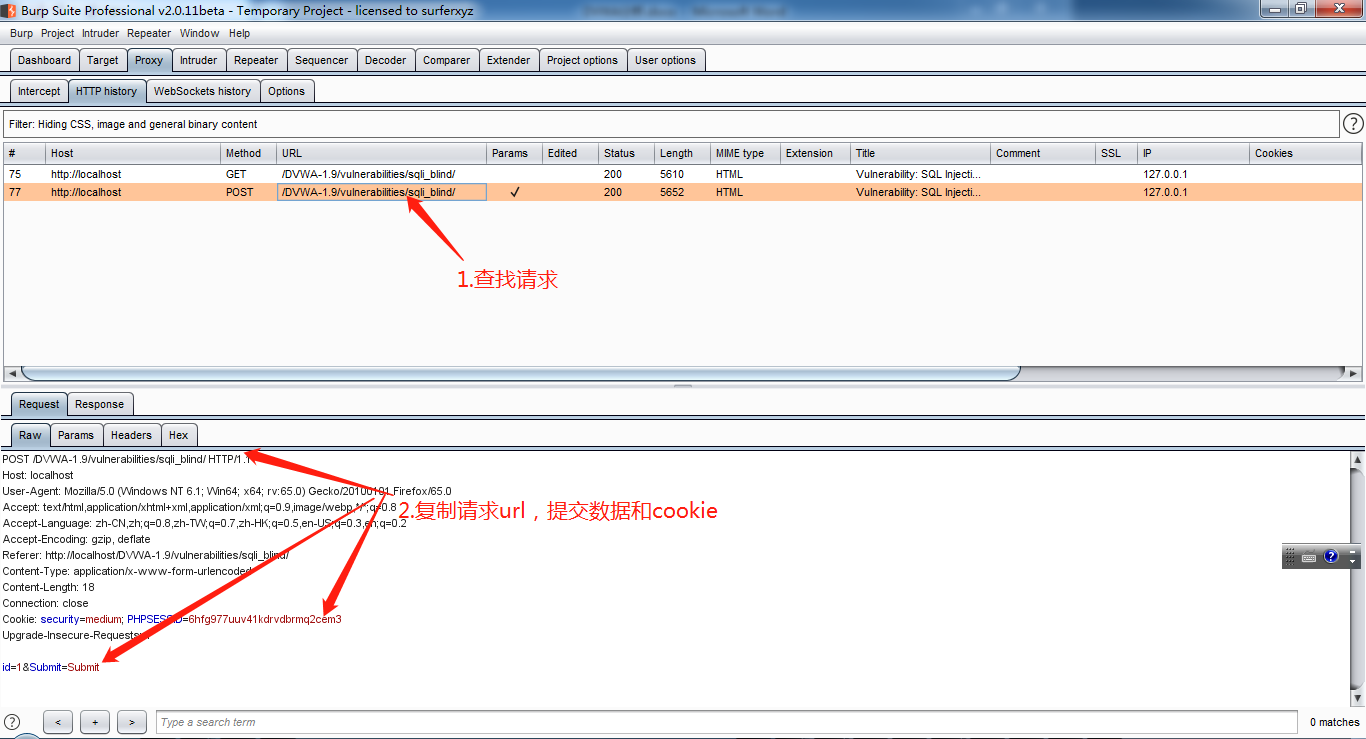 Burp Suite Professional v2.0.11beta - Temporary Project - licensed to surferxyz
Burp Project Intruder Repeater Window Help
Dashboard Target Proxy Intruder Repeater Sequencer Decoder Comparer Extender Project options User options
Intercept HTTP history WebSockets history Options
Filter: Hiding CSS, image and general binary content
?
# Host Method URL Params Edited Status Length MIME type Extension Title Comment SSL IP Cookies
75 http://localhost GET /DVWA-1.9/vulnerabilities/sqli_blind/ 200 5610 HTML Vulnerability: SQL Injecti... 127.0.0.1
77 http://localhost POST /DVWA-1.9/vulnerabilities/sqli_blind/ ✓ 200 5652 HTML Vulnerability: SQL Injecti... 127.0.0.1
1.查找请求
Request Response
Raw Params Headers Hex
POST /DVWA-1.9/vulnerabilities/sqli_blind/ HTTP/1.1
Host: localhost
User-Agent: Mozilla/5.0 (Windows NT 6.1; Win64; x64; rv:65.0) Gecko/20100101 Firefox/65.0
Accept: text/html,application/xhtml+xml,application/xml;q=0.9,image/webp,*/*;q=0.8
2.复制请求url，提交数据和cookie
Accept-Language: zh-CN,zh;q=0.8,zh-TW;q=0.7,zh-HK;q=0.5,en-US;q=0.3,en;q=0.2
Accept-Encoding: gzip, deflate
Referer: http://localhost/DVWA-1.9/vulnerabilities/sqli_blind/
Content-Type: application/x-www-form-urlencoded
Content-Length: 18
Connection: close
Cookie: security=medium; PHPSESSID=6hfg977uuv41kdrvdbrmq2cem3
Upgrade-Insecure-Requests:
id=1&Submit=Submit
? < + > Type a search term 0 matches